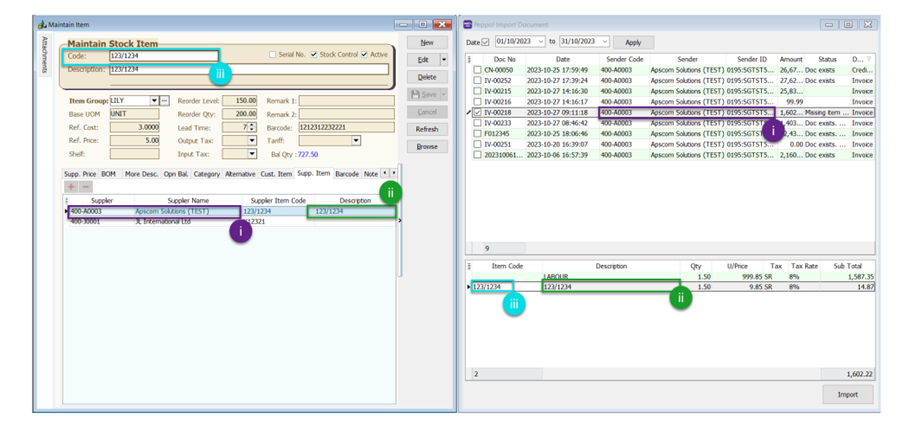 Maintain Item
Attachments
Maintain Stock Item
Code: 123/1234
Serial No. Stock Control Active
Description: 123/1234
iii
Item Group: LILY Reorder Level: 150.00 Remark 1:
Base UOM UNIT Reorder Qty: 200.00 Remark 2:
Ref. Cost: 3.0000 Lead Time: 7 Barcode: 1212312232221
Ref. Price: 5.00 Output Tax: Tariff:
Shelf: Input Tax: Bal Qty : 727.50
Supp. Price BOM More Desc. Opn Bal. Category Alternative Cust. Item Supp. Item Barcode Note
ii
Supplier Supplier Name Supplier Item Code Description
400-A0003 Apscom Solutions (TEST) 123/1234 123/1234
400-J0001 JL International Ltd 12321
i
New
Edit
Delete
Save
Cancel
Refresh
Browse
Peppol Import Document
Date 01/10/2023 to 31/10/2023 Apply
Doc No Date Sender Code Sender Sender ID Amount Status D...
CN-00050 2023-10-25 17:59:49 400-A0003 Apscom Solutions (TEST) 0195:SGTST5... 26,67... Doc exists Credi...
IV-00252 2023-10-27 17:39:24 400-A0003 Apscom Solutions (TEST) 0195:SGTST5... 27,62... Doc exists Invoice
IV-00215 2023-10-27 14:16:30 400-A0003 Apscom Solutions (TEST) 0195:SGTST5... 25,83... Invoice
IV-00216 2023-10-27 14:16:17 400-A0003 Apscom Solutions (TEST) 0195:SGTST5... 99.99 Invoice
IV-00218 2023-10-27 09:11:18 400-A0003 Apscom Solutions (TEST) 0195:SGTST5... 1,602... Missing item ... Invoice
IV-00233 2023-10-27 08:46:42 400-A0003 Apscom Solutions (TEST) 0195:SGTST5... 1,403... Doc exists. ... Invoice
F012345 2023-10-25 18:06:46 400-A0003 Apscom Solutions (TEST) 0195:SGTST5... 2,43... Doc exists. ... Invoice
IV-00251 2023-10-20 16:39:07 400-A0003 Apscom Solutions (TEST) 0195:SGTST5... 0.00 Doc exists. ... Invoice
202310061... 2023-10-06 16:57:39 400-A0003 Apscom Solutions (TEST) 0195:SGTST5... 2,160... Doc exists. ... Invoice
i
9
Item Code Description Qty U/Price Tax Tax Rate Sub Total
LABOUR 1.50 999.85 SR 8% 1,587.35
123/1234 123/1234 1.50 9.85 SR 8% 14.87
iii
ii
2 1,602.22
Import